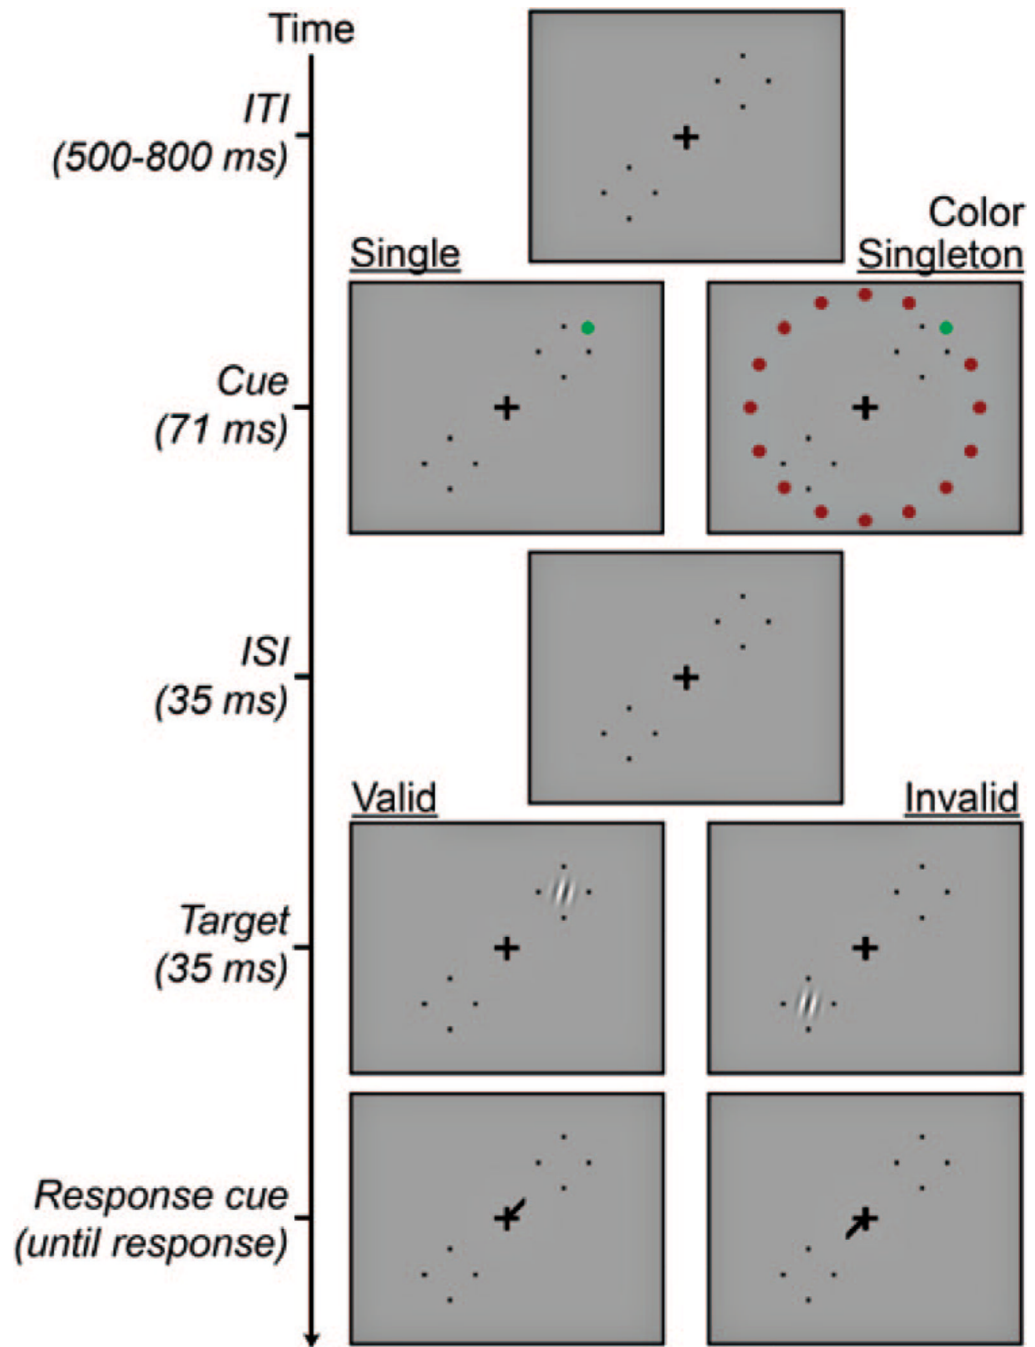 Time
ITI
(500-800 ms)
Single
Color
Singleton
Cue
(71 ms)
ISI
(35 ms)
Valid
Invalid
Target
(35 ms)
Response cue
(until response)